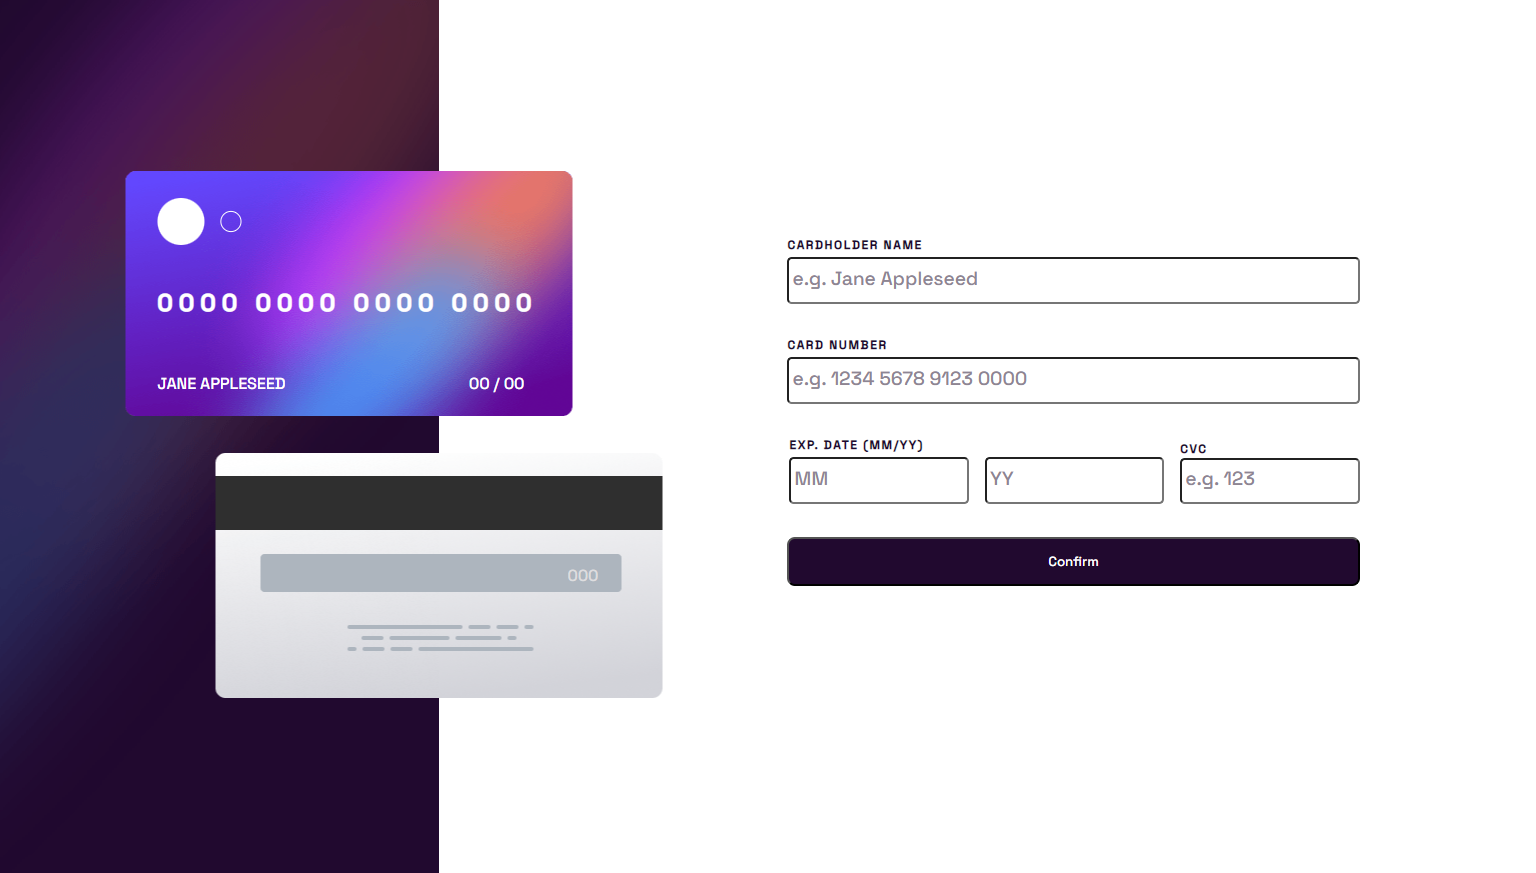 0000 0000 0000 0000
JANE APPLESEED 00 / 00
000
CARDHOLDER NAME
e.g. Jane Appleseed
CARD NUMBER
e.g. 1234 5678 9123 0000
EXP. DATE (MM/YY) CVC
MM YY e.g. 123
Confirm